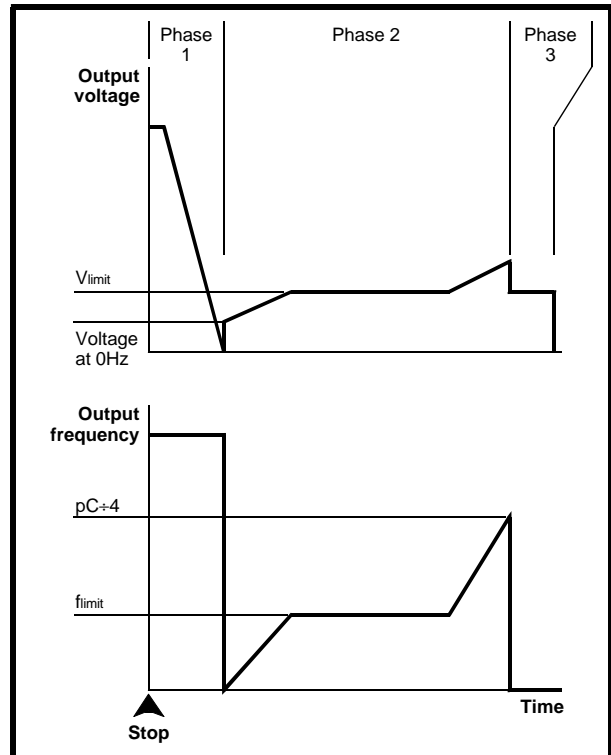 Phase
1
Phase 2
Phase
3
Output
voltage
Vlimit
Voltage
at 0Hz
Output
frequency
pC÷4
flimit
Time
Stop